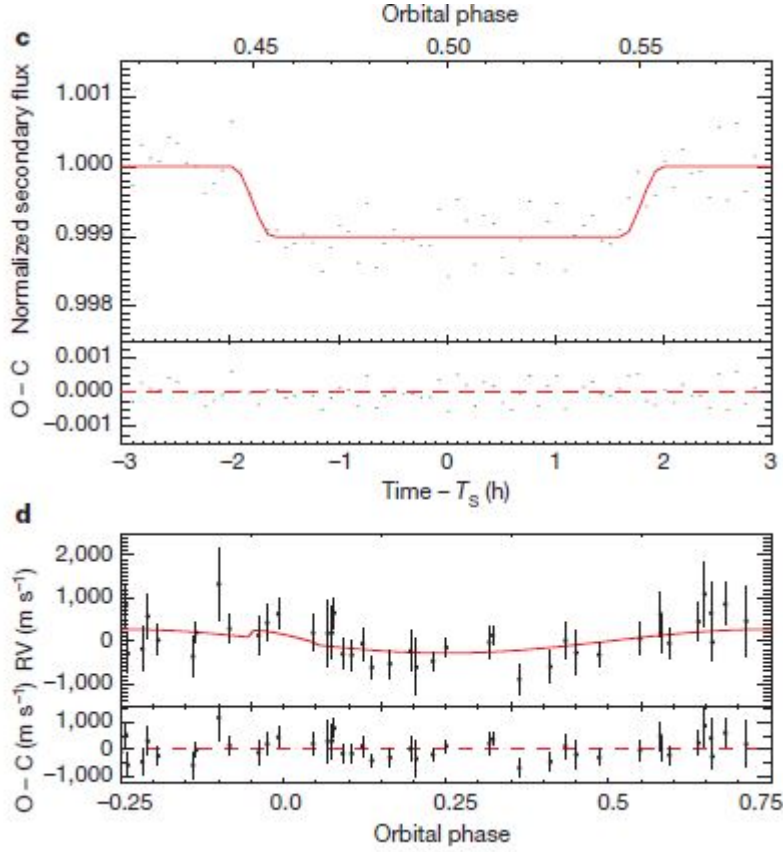 c
Orbital phase
0.45 0.50 0.55
Normalized secondary flux
1.001
1.000
0.999
0.998
O – C
0.001
0.000
–0.001
–3 –2 –1 0 1 2 3
Time – TS (h)
d
RV (m s–1)
2,000
1,000
0
–1,000
O – C (m s–1)
1,000
0
–1,000
–0.25 0.0 0.25 0.5 0.75
Orbital phase